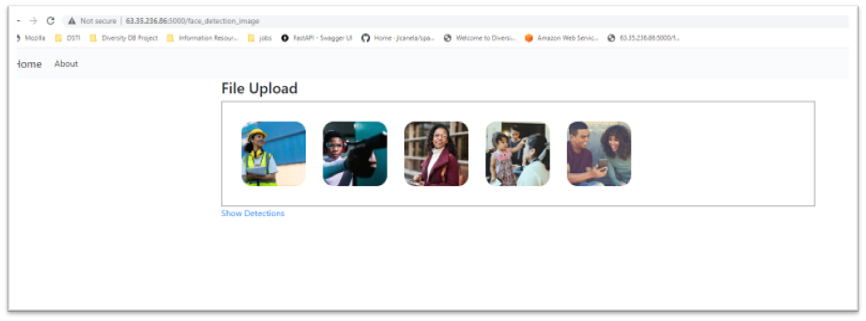 Not secure | 63.35.236.86:5000/face_detection_image
Mozilla DSTI Diversity DB Project Information Resour... jobs FastAPI - Swagger UI Home - jlcanela/spa... Welcome to Diversi... Amazon Web Servic... 63.35.236.86:5000/f...
Home About
File Upload
Show Detections